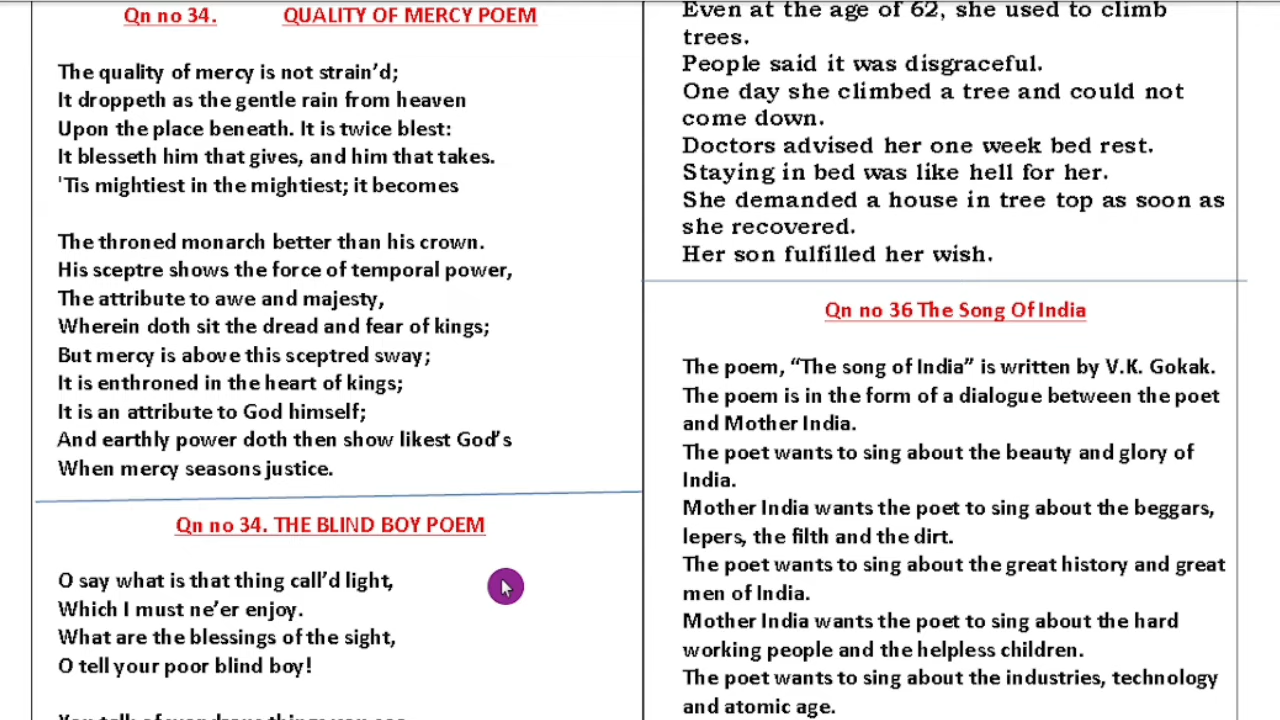 Qn no 34. QUALITY OF MERCY POEM
The quality of mercy is not strain’d;
It droppeth as the gentle rain from heaven
Upon the place beneath. It is twice blest:
It blesseth him that gives, and him that takes.
'Tis mightiest in the mightiest; it becomes
The throned monarch better than his crown.
His sceptre shows the force of temporal power,
The attribute to awe and majesty,
Wherein doth sit the dread and fear of kings;
But mercy is above this sceptred sway;
It is enthroned in the heart of kings;
It is an attribute to God himself;
And earthly power doth then show likest God’s
When mercy seasons justice.
Qn no 34. THE BLIND BOY POEM
O say what is that thing call’d light,
Which I must ne’er enjoy.
What are the blessings of the sight,
O tell your poor blind boy!
Even at the age of 62, she used to climb
trees.
People said it was disgraceful.
One day she climbed a tree and could not
come down.
Doctors advised her one week bed rest.
Staying in bed was like hell for her.
She demanded a house in tree top as soon as
she recovered.
Her son fulfilled her wish.
Qn no 36 The Song Of India
The poem, “The song of India” is written by V.K. Gokak.
The poem is in the form of a dialogue between the poet
and Mother India.
The poet wants to sing about the beauty and glory of
India.
Mother India wants the poet to sing about the beggars,
lepers, the filth and the dirt.
The poet wants to sing about the great history and great
men of India.
Mother India wants the poet to sing about the hard
working people and the helpless children.
The poet wants to sing about the industries, technology
and atomic age.